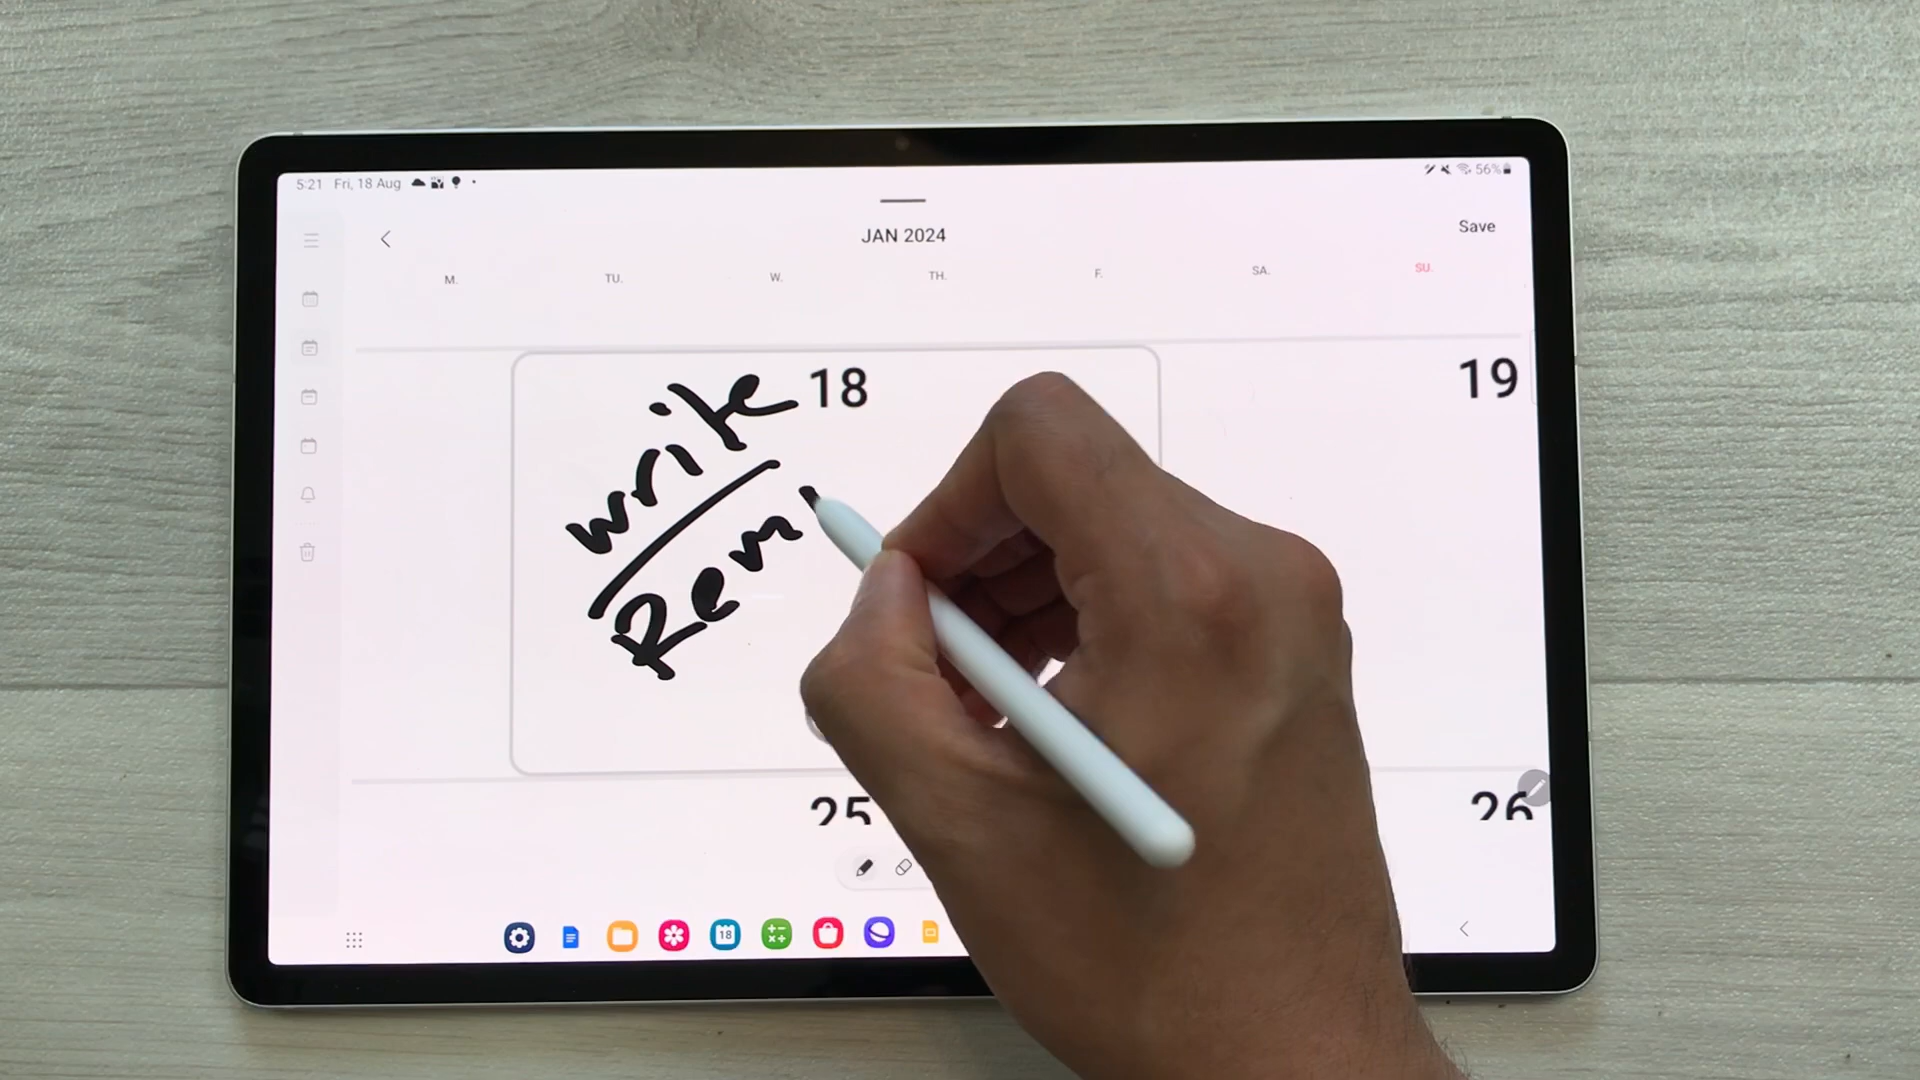 5:21 Fri, 18 Aug
56%
JAN 2024
Save
M. TU. W. TH. F. SA. SU.
18
19
write
Rem
25
26
18